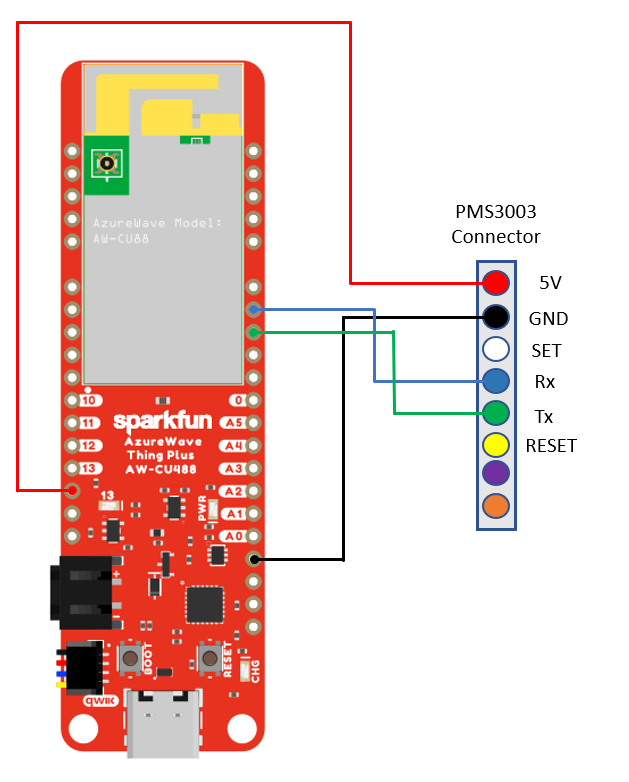 AzureWave Model:
AW-CU88
PMS3003
Connector
5V
GND
SET
Rx
Tx
RESET
10
11
12
13
0
A5
A4
A3
A2
A1
A0
sparkfun
AzureWave
Thing Plus
AW-CU488
13
PWR
+
-
BOOT
RESET
CHG
qwiic